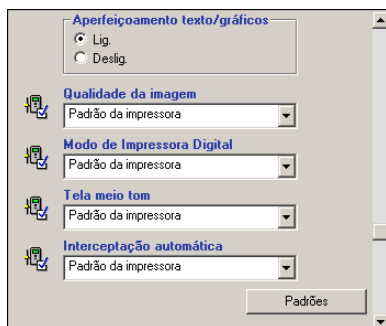 Aperfeiçoamento texto/gráficos
Lig.
Deslig.
Qualidade da imagem
Padrão da impressora
Modo de Impressora Digital
Padrão da impressora
Tela meio tom
Padrão da impressora
Interceptação automática
Padrão da impressora
Padrões